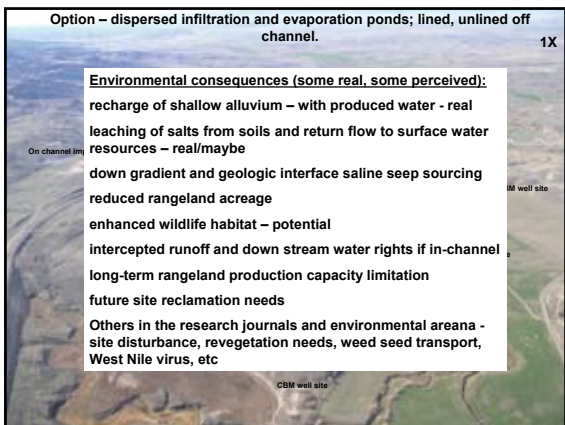 Option – dispersed infiltration and evaporation ponds; lined, unlined off
channel.
1X
Environmental consequences (some real, some perceived):
recharge of shallow alluvium – with produced water - real
leaching of salts from soils and return flow to surface water
On channel im
resources – real/maybe
down gradient and geologic interface saline seep sourcing
M well site
reduced rangeland acreage
enhanced wildlife habitat – potential
intercepted runoff and down stream water rights if in-channel
e
long-term rangeland production capacity limitation
future site reclamation needs
Others in the research journals and environmental areana -
site disturbance, revegetation needs, weed seed transport,
West Nile virus, etc
CBM well site